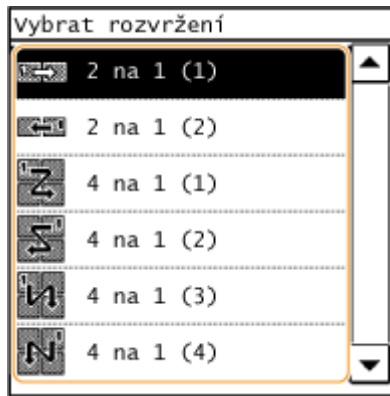 Vybrat rozvržení
2 na 1 (1)
2 na 1 (2)
4 na 1 (1)
4 na 1 (2)
4 na 1 (3)
4 na 1 (4)